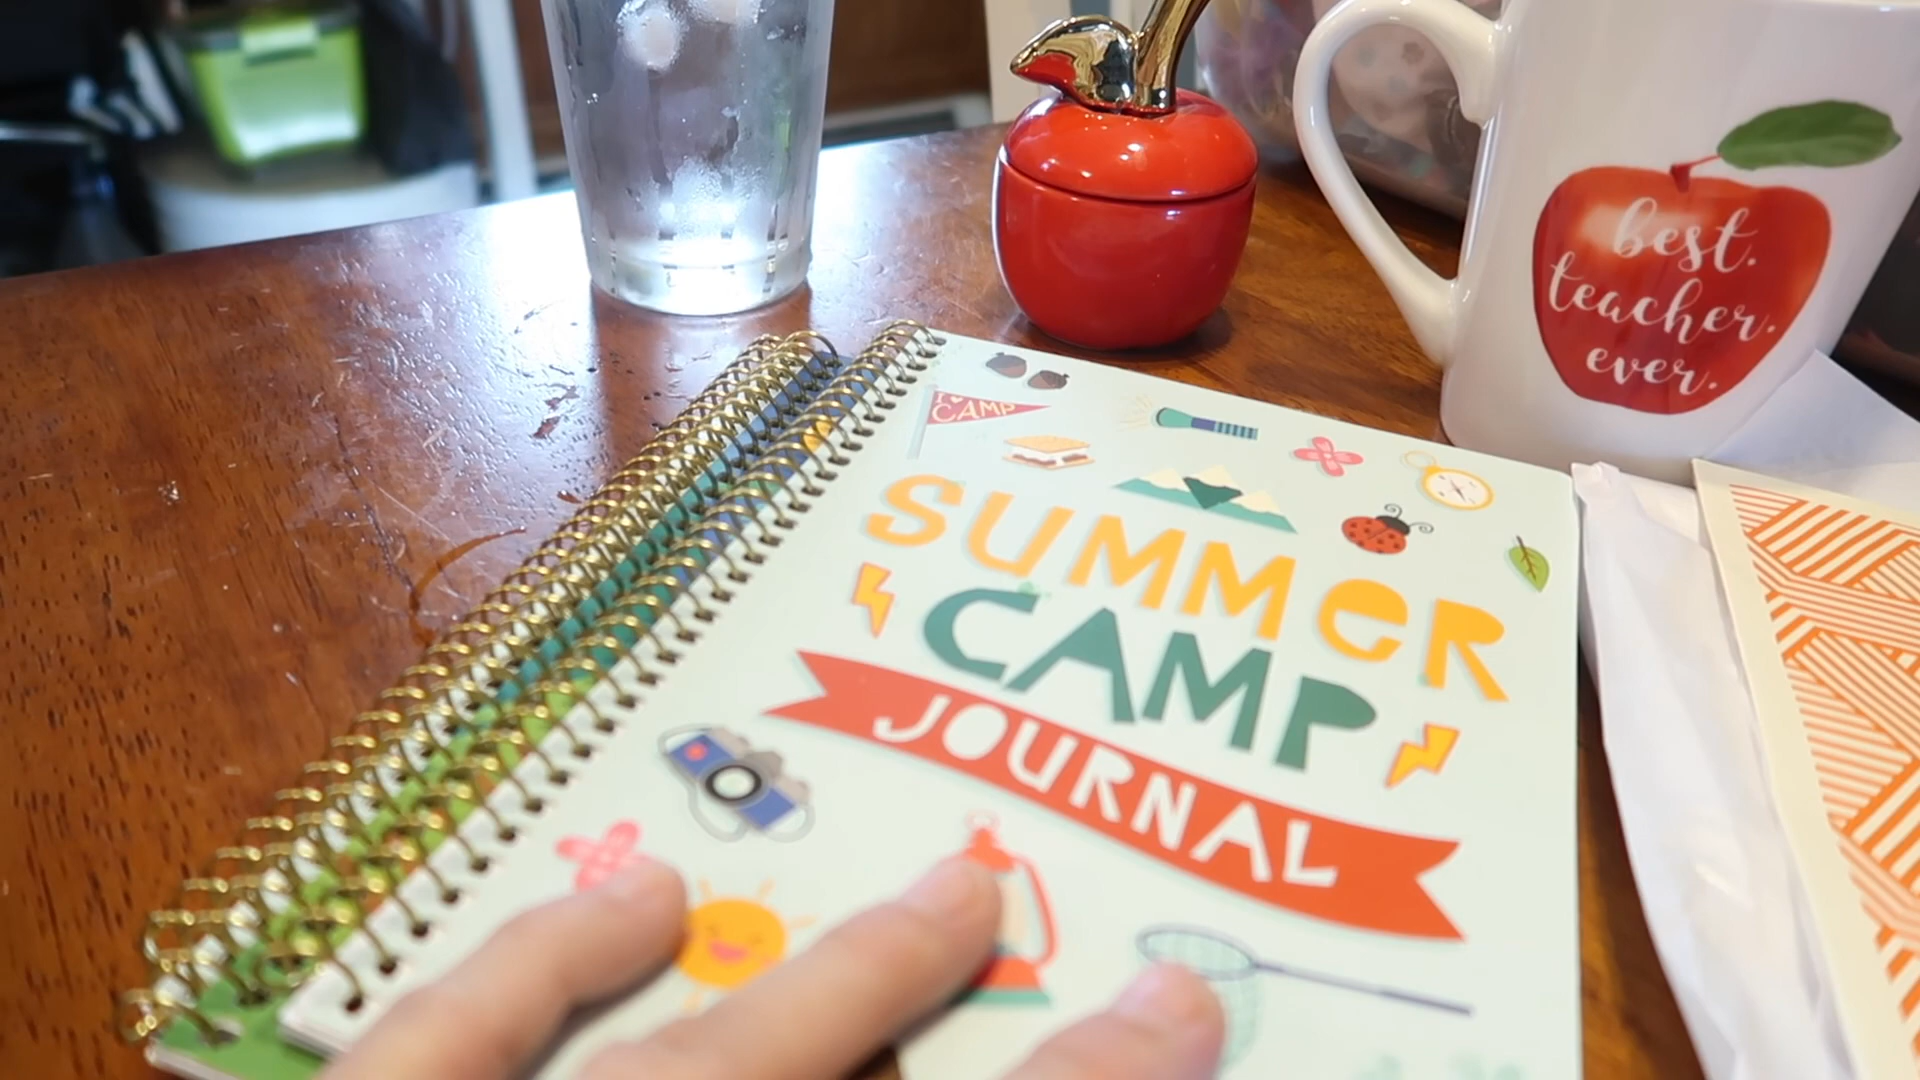 I ♥ CAMP
SUMMeR
CAMP
JOURNAL
best.
teacher.
ever.